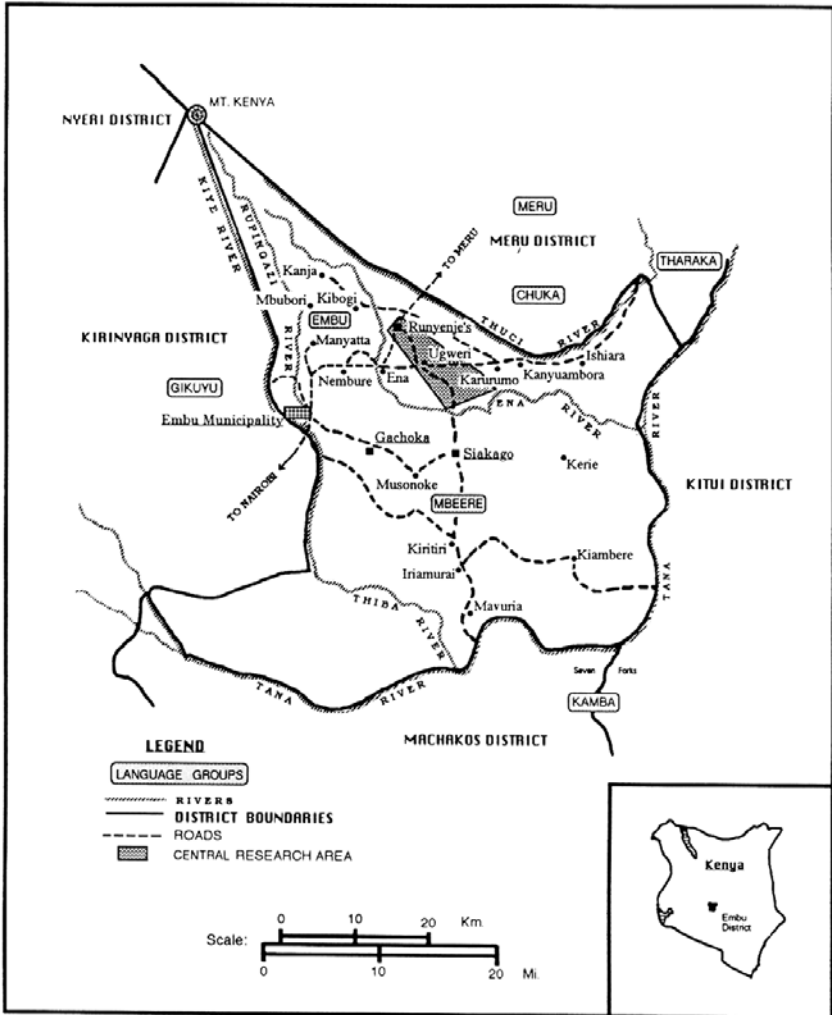 MT. KENYA
NYERI DISTRICT
KIYE RIVER
RUPINGAZI
RIVER
MERU
TO MERU
MERU DISTRICT
THARAKA
Kanja
CHUKA
Mbubori
Kibogi
EMBU
THUCI
RIVER
Runyenje's
KIRINYAGA DISTRICT
Manyatta
Ugweri
Ishiara
Kanyuambora
Nembure
Ena
Karurumo
GIKUYU
ENA
RIVER
RIVER
Embu Municipality
Gachoka
Siakago
Kerie
TO NAIROBI
Musonoke
KITUI DISTRICT
MBEERE
Kiritiri
Kiambere
Iriamurai
TANA
THIBA
RIVER
Mavuria
Seven Forks
TANA
RIVER
KAMBA
MACHAKOS DISTRICT
LEGEND
LANGUAGE GROUPS
RIVERS
DISTRICT BOUNDARIES
ROADS
CENTRAL RESEARCH AREA
Kenya
Embu
District
0 10 20 Km.
Scale:
0 10 20 Mi.